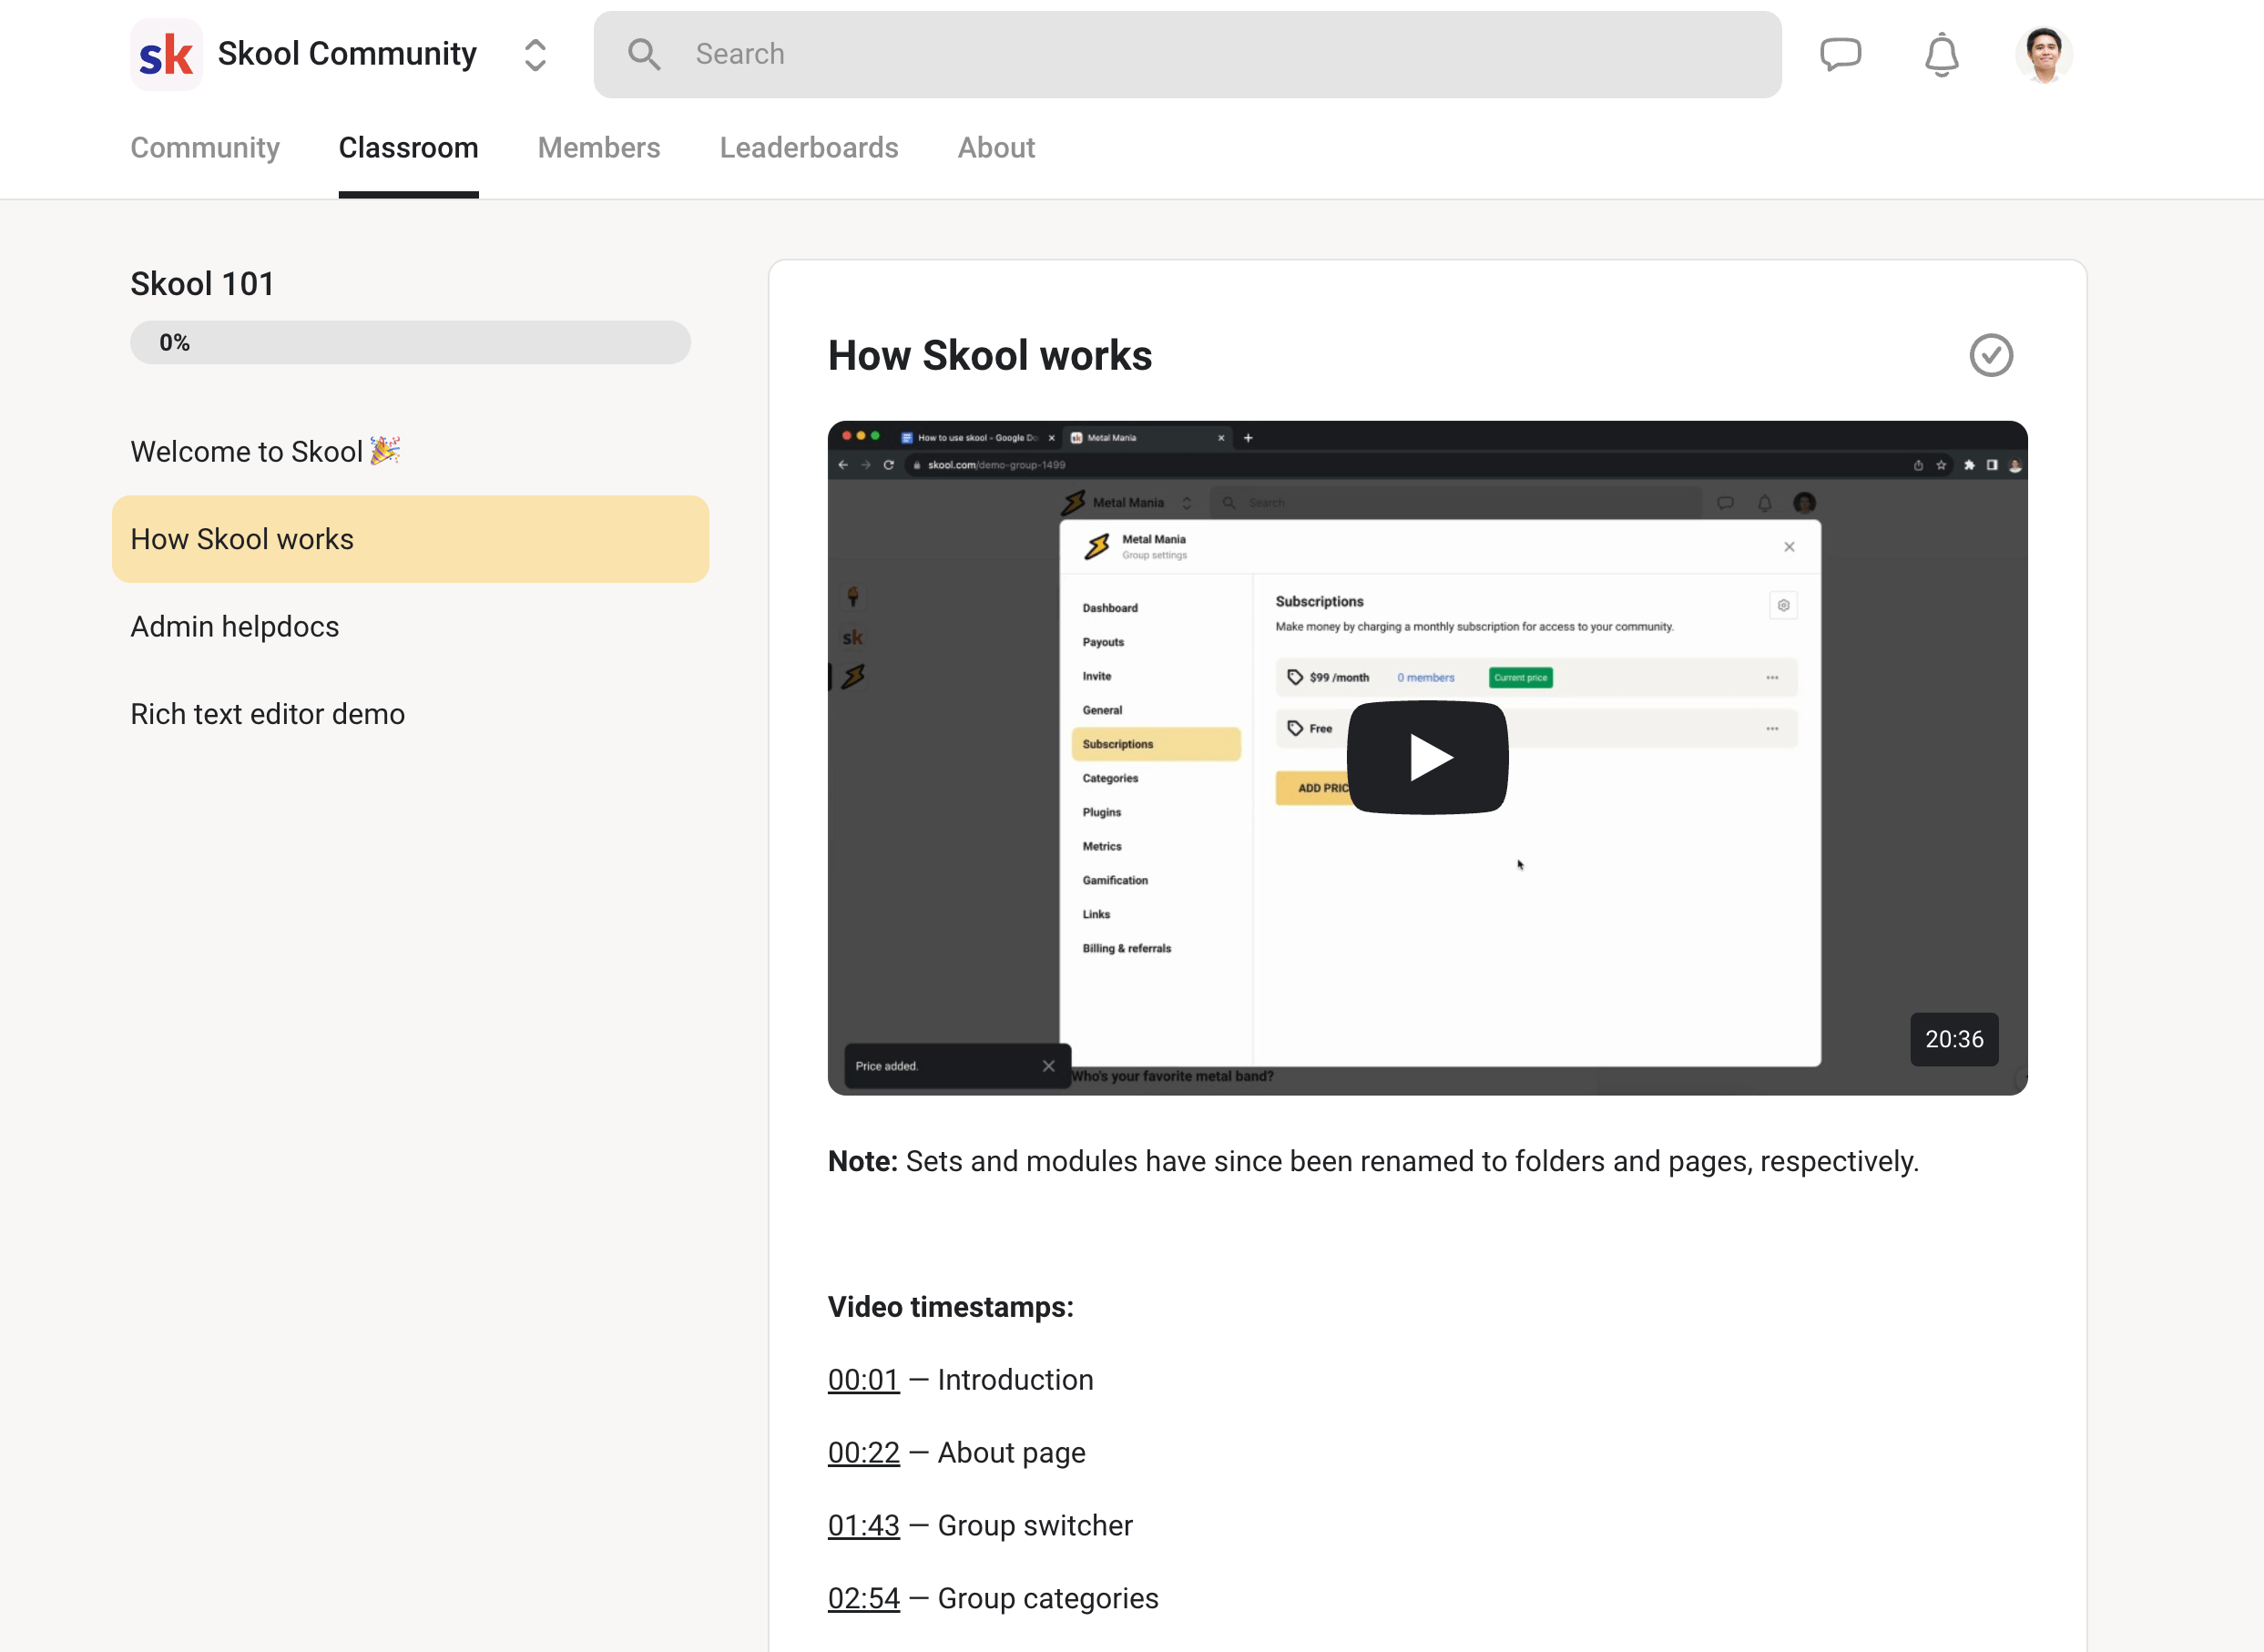 sk Skool Community
Search
Community Classroom Members Leaderboards About
Skool 101
0%
Welcome to Skool 🎉
How Skool works
Admin helpdocs
Rich text editor demo
How Skool works
How to use skool - Google Do
Metal Mania
skool.com/demo-group-1499
Metal Mania
Search
sk
Metal Mania
Group settings
Dashboard
Payouts
Invite
General
Subscriptions
Categories
Plugins
Metrics
Gamification
Links
Billing & referrals
Subscriptions
Make money by charging a monthly subscription for access to your community.
$99 /month 0 members Current price
Free
ADD PRIC
Price added.
Who's your favorite metal band?
20:36
Note: Sets and modules have since been renamed to folders and pages, respectively.
Video timestamps:
00:01 — Introduction
00:22 — About page
01:43 — Group switcher
02:54 — Group categories